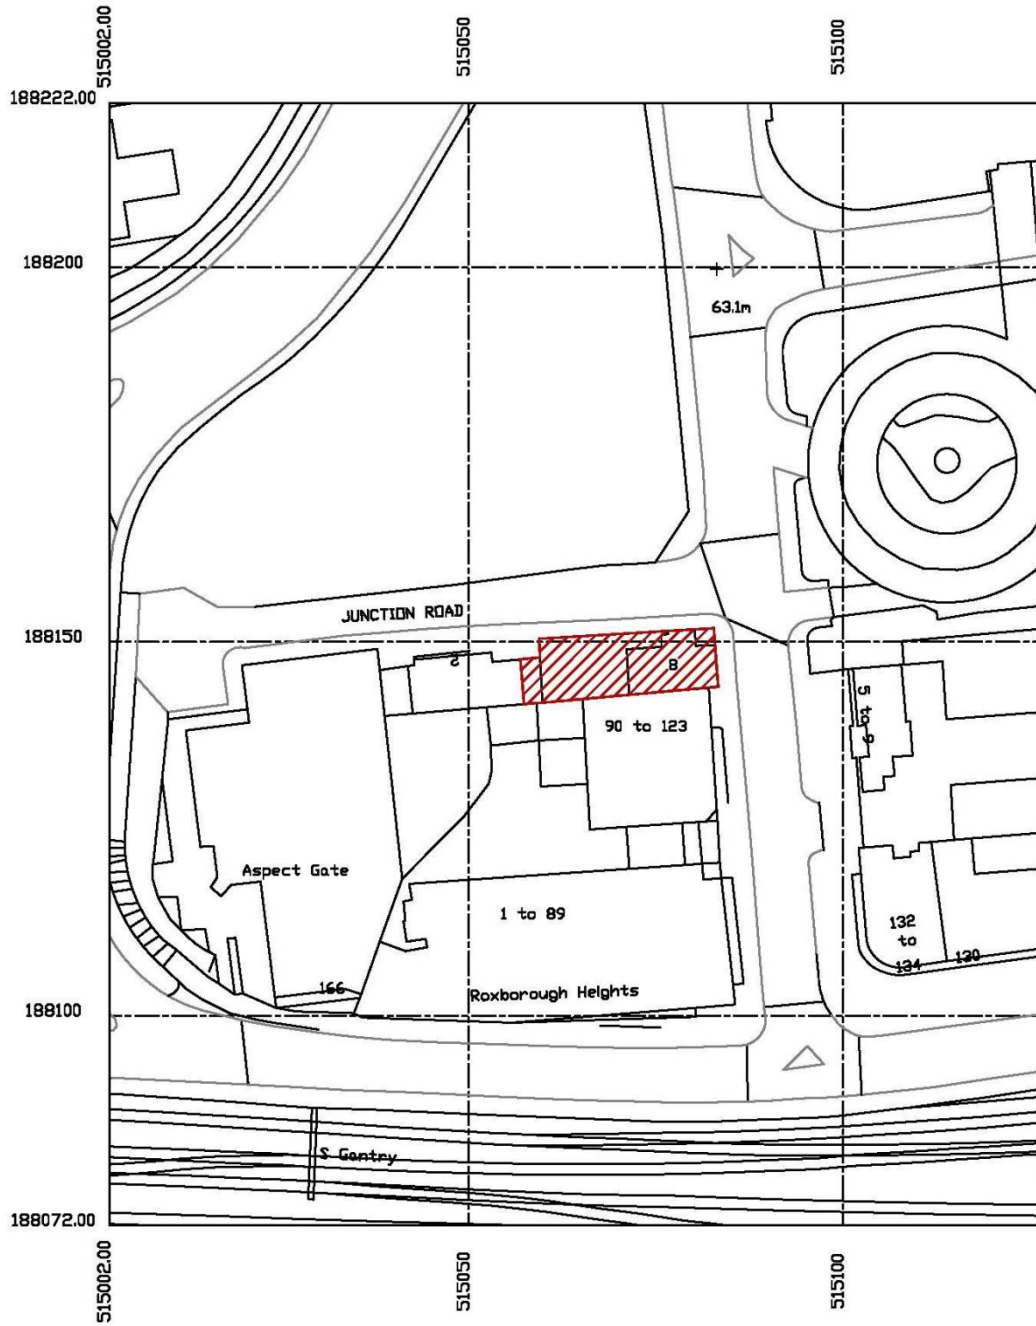 515002.00
515050
515100
188222.00
188200
63.1m
JUNCTION ROAD
188150
2
8
5 to 9
90 to 123
Aspect Gate
1 to 89
132
to
134
130
166
Roxborough Heights
188100
S Gantry
188072.00
515002.00
515050
515100